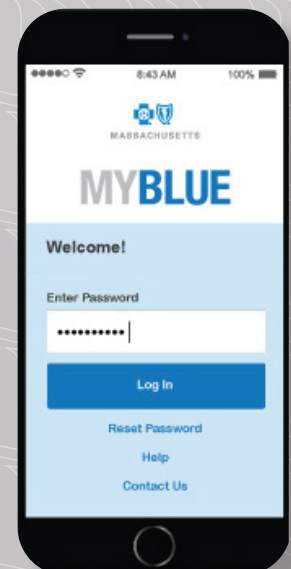 8:43 AM 100%
MASSACHUSETTS
MYBLUE
Welcome!
Enter Password
••••••••••
Log In
Reset Password
Help
Contact Us